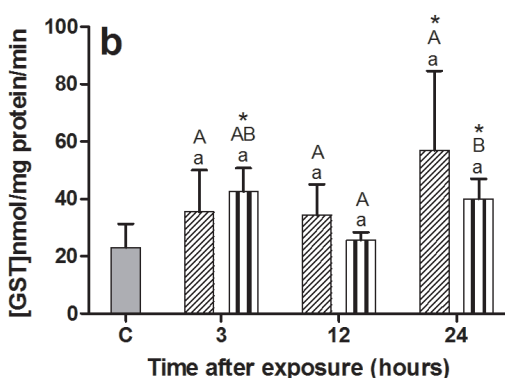 b
[GST]nmol/mg protein/min
100
80
60
40
20
0
A
a
*
AB
a
A
a
A
a
*
A
a
*
B
a
C 3 12 24
Time after exposure (hours)